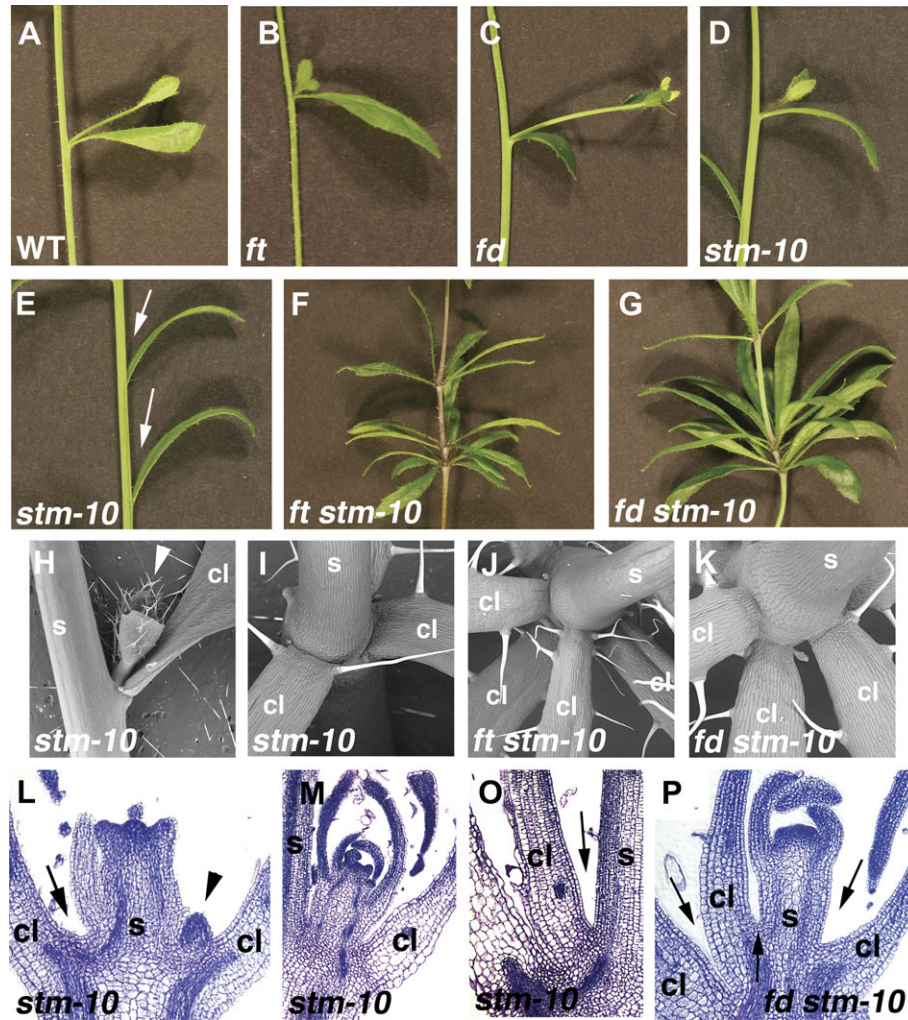 A
WT
B
ft
C
fd
D
stm-10
E
stm-10
F
ft stm-10
G
fd stm-10
H
s
cl
stm-10
I
s
cl
cl
stm-10
J
cl
s
cl
cl
cl
ft stm-10
K
s
cl
cl
cl
fd stm-10
L
cl
s
cl
stm-10
M
s
cl
stm-10
O
cl
s
stm-10
P
cl
s
cl
cl
fd stm-10